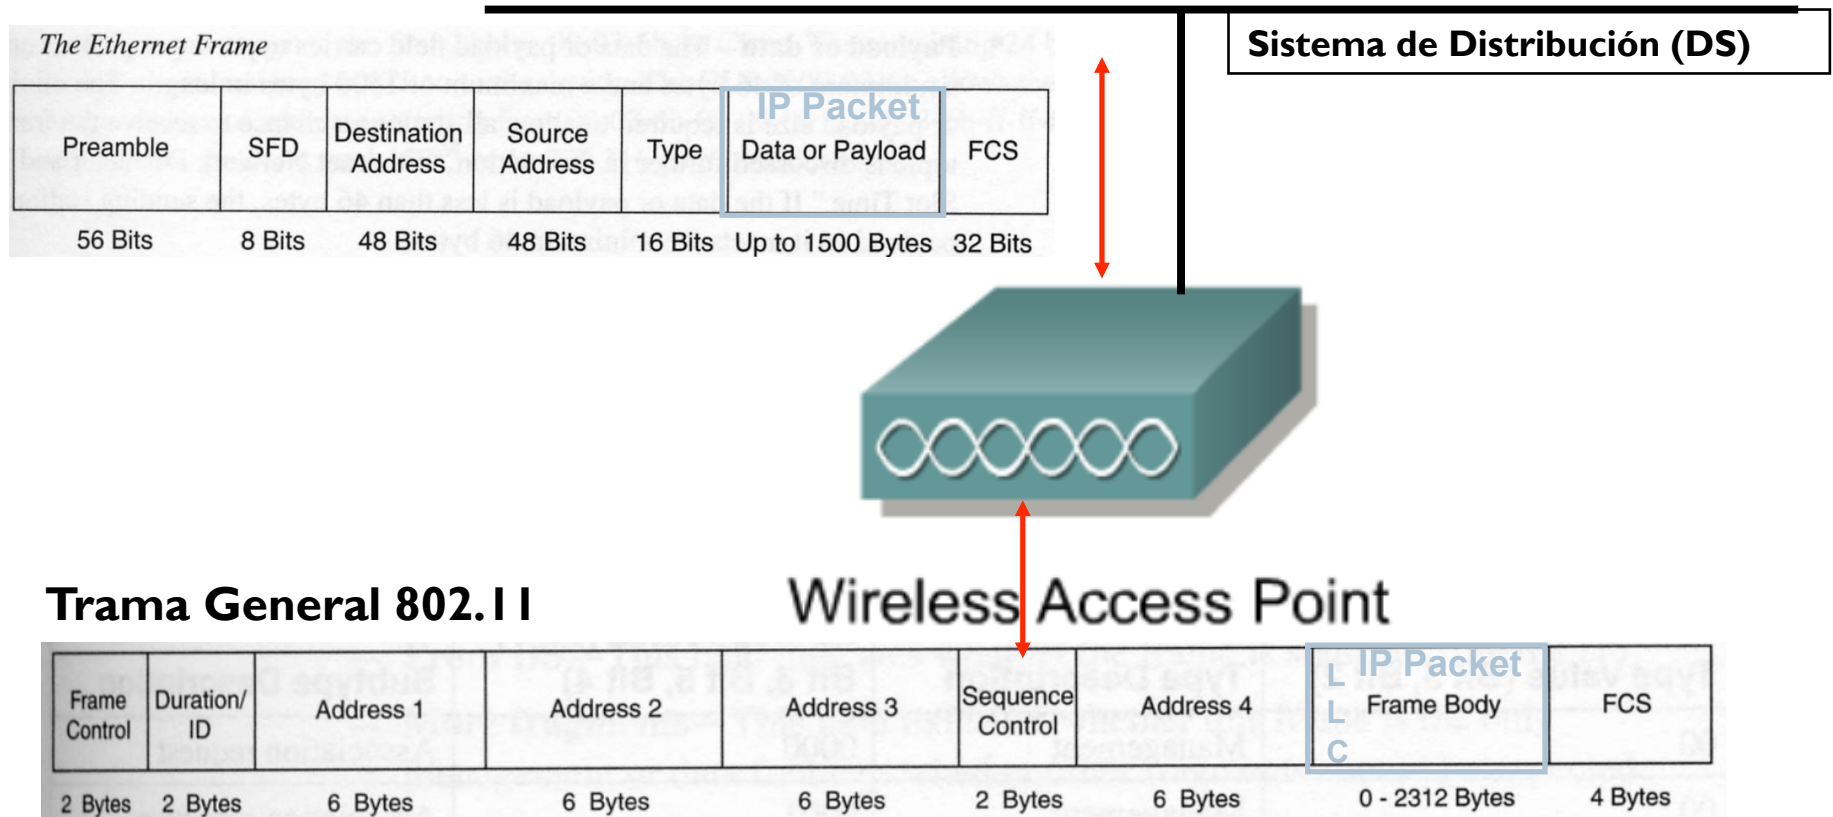 Sistema de Distribución (DS)
The Ethernet Frame
IP Packet
Preamble
SFD
Destination
Address
Source
Address
Type
Data or Payload
FCS
56 Bits
8 Bits
48 Bits
48 Bits
16 Bits
Up to 1500 Bytes
32 Bits
Wireless Access Point
Trama General 802.11
Frame
Control
Duration/
ID
Address 1
Address 2
Address 3
Sequence
Control
Address 4
L
L
C
IP Packet
Frame Body
FCS
2 Bytes
2 Bytes
6 Bytes
6 Bytes
6 Bytes
2 Bytes
6 Bytes
0 - 2312 Bytes
4 Bytes